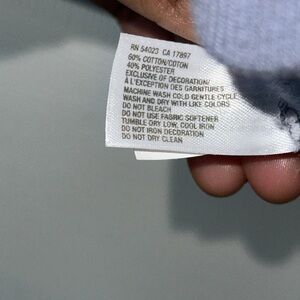 RN 54023 CA 17897
60% COTTON/COTON
40% POLYESTER
EXCLUSIVE OF DECORATION/
À L'EXCEPTION DES GARNITURES
MACHINE WASH COLD GENTLE CYCLE
WASH AND DRY WITH LIKE COLORS
DO NOT BLEACH
DO NOT USE FABRIC SOFTENER
TUMBLE DRY LOW, COOL IRON
DO NOT IRON DECORATION
DO NOT DRY CLEAN